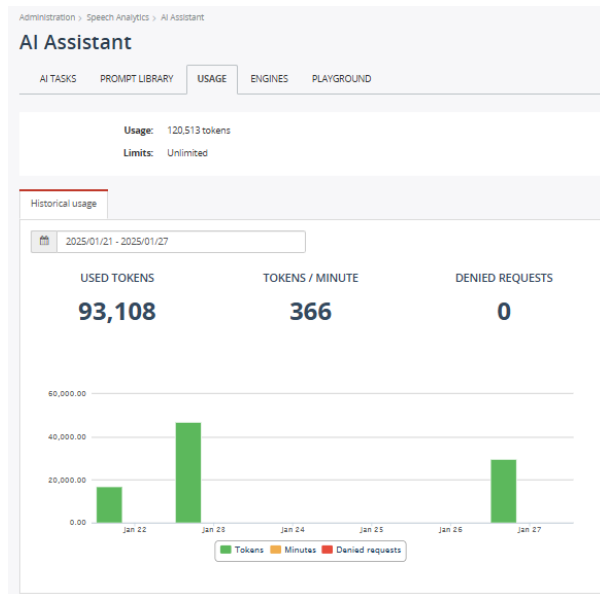 Administration > Speech Analytics > AI Assistant
AI Assistant
AI TASKS PROMPT LIBRARY USAGE ENGINES PLAYGROUND
Usage: 120,513 tokens
Limits: Unlimited
Historical usage
2025/01/21 - 2025/01/27
USED TOKENS TOKENS / MINUTE DENIED REQUESTS
93,108 366 0
60,000.00
40,000.00
20,000.00
0.00
Jan 22 Jan 23 Jan 24 Jan 25 Jan 26 Jan 27
Tokens Minutes Denied requests